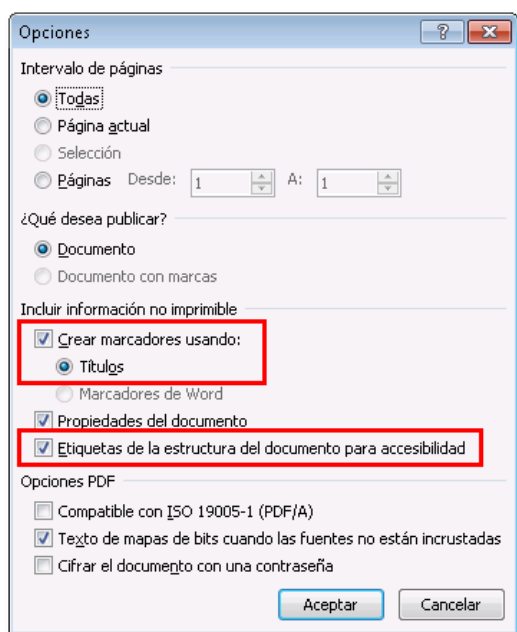 Opciones
Intervalo de páginas
Todas
Página actual
Selección
Páginas Desde: 1 A: 1
¿Qué desea publicar?
Documento
Documento con marcas
Incluir información no imprimible
Crear marcadores usando:
Títulos
Marcadores de Word
Propiedades del documento
Etiquetas de la estructura del documento para accesibilidad
Opciones PDF
Compatible con ISO 19005-1 (PDF/A)
Texto de mapas de bits cuando las fuentes no están incrustadas
Cifrar el documento con una contraseña
Aceptar Cancelar